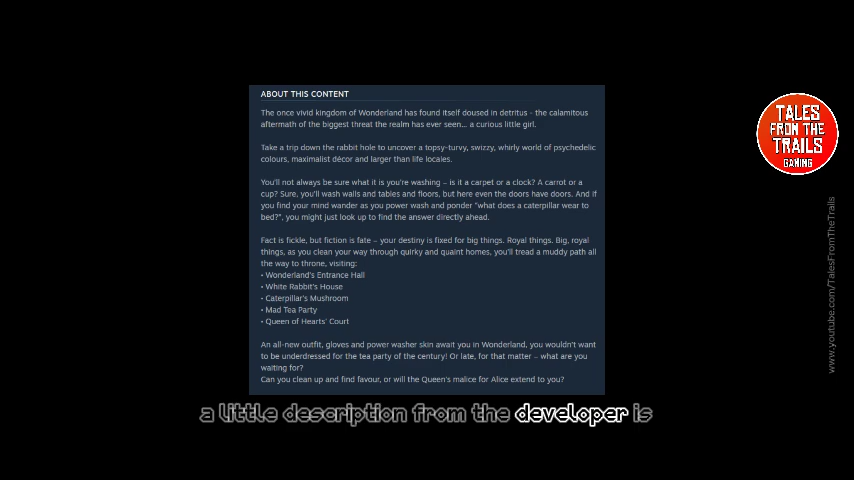 ABOUT THIS CONTENT
The once vivid kingdom of Wonderland has found itself doused in detritus - the calamitous
aftermath of the biggest threat the realm has ever seen... a curious little girl.
Take a trip down the rabbit hole to uncover a topsy-turvy, swizzy, whirly world of psychedelic
colours, maximalist décor and larger than life locales.
You'll not always be sure what it is you're washing – is it a carpet or a clock? A carrot or a
cup? Sure, you'll wash walls and tables and floors, but here even the doors have doors. And if
you find your mind wander as you power wash and ponder "what does a caterpillar wear to
bed?", you might just look up to find the answer directly ahead.
Fact is fickle, but fiction is fate – your destiny is fixed for big things. Royal things. Big, royal
things, as you clean your way through quirky and quaint homes, you'll tread a muddy path all
the way to throne, visiting:
• Wonderland's Entrance Hall
• White Rabbit's House
• Caterpillar's Mushroom
• Mad Tea Party
• Queen of Hearts' Court
An all-new outfit, gloves and power washer skin await you in Wonderland, you wouldn't want
to be underdressed for the tea party of the century! Or late, for that matter – what are you
waiting for?
Can you clean up and find favour, or will the Queen's malice for Alice extend to you?
a little description from the developer is
TALES
FROM THE
TRAILS
GAMING
www.youtube.com/TalesFromTheTrails